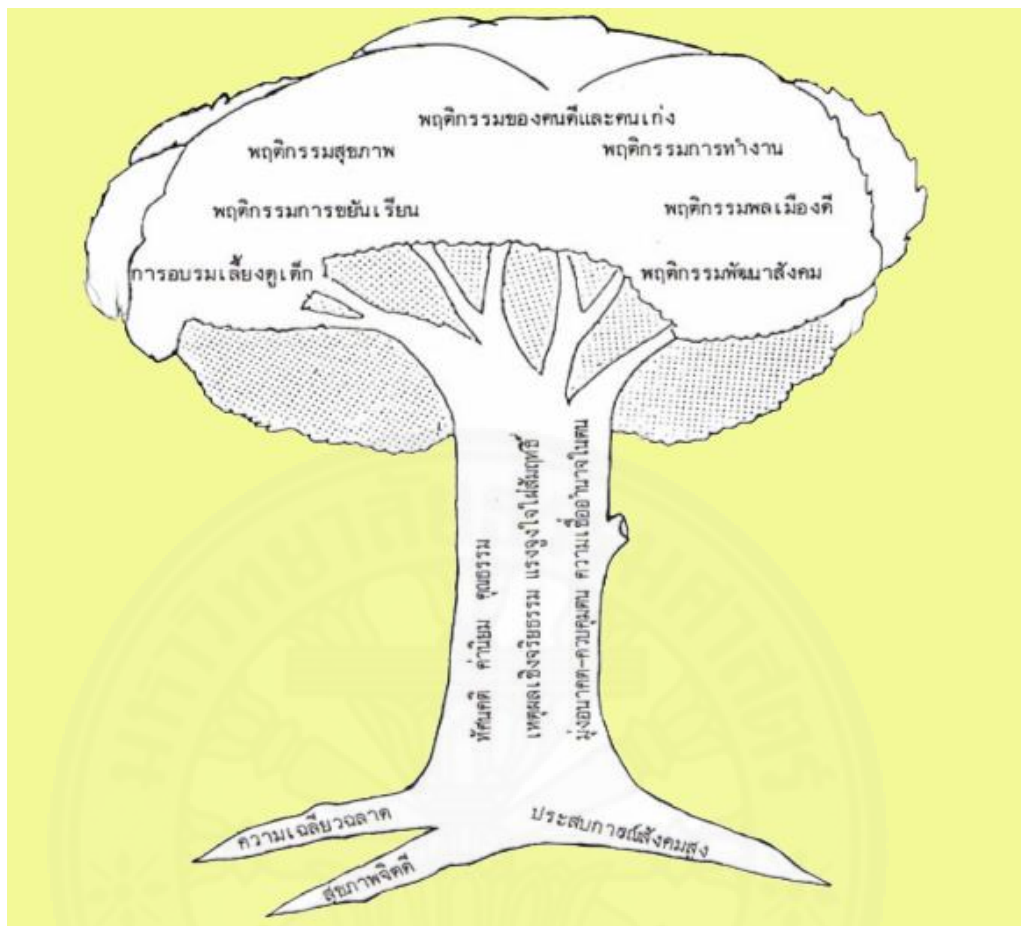 พฤติกรรมของคนดีและคนเก่ง
พฤติกรรมสุขภาพ
พฤติกรรมการทำงาน
พฤติกรรมการขยันเรียน
พฤติกรรมพลเมืองดี
การอบรมเลี้ยงดูเด็ก
พฤติกรรมพัฒนาสังคม
ทัศนคติ ค่านิยม คุณธรรม
เหตุผลเชิงจริยธรรม แรงจูงใจใฝ่สัมฤทธิ์
มุ่งอนาคต-ควบคุมตน ความเชื่ออำนาจในตน
ความเฉลียวฉลาด
ประสบการณ์สังคมสูง
สุขภาพจิตดี